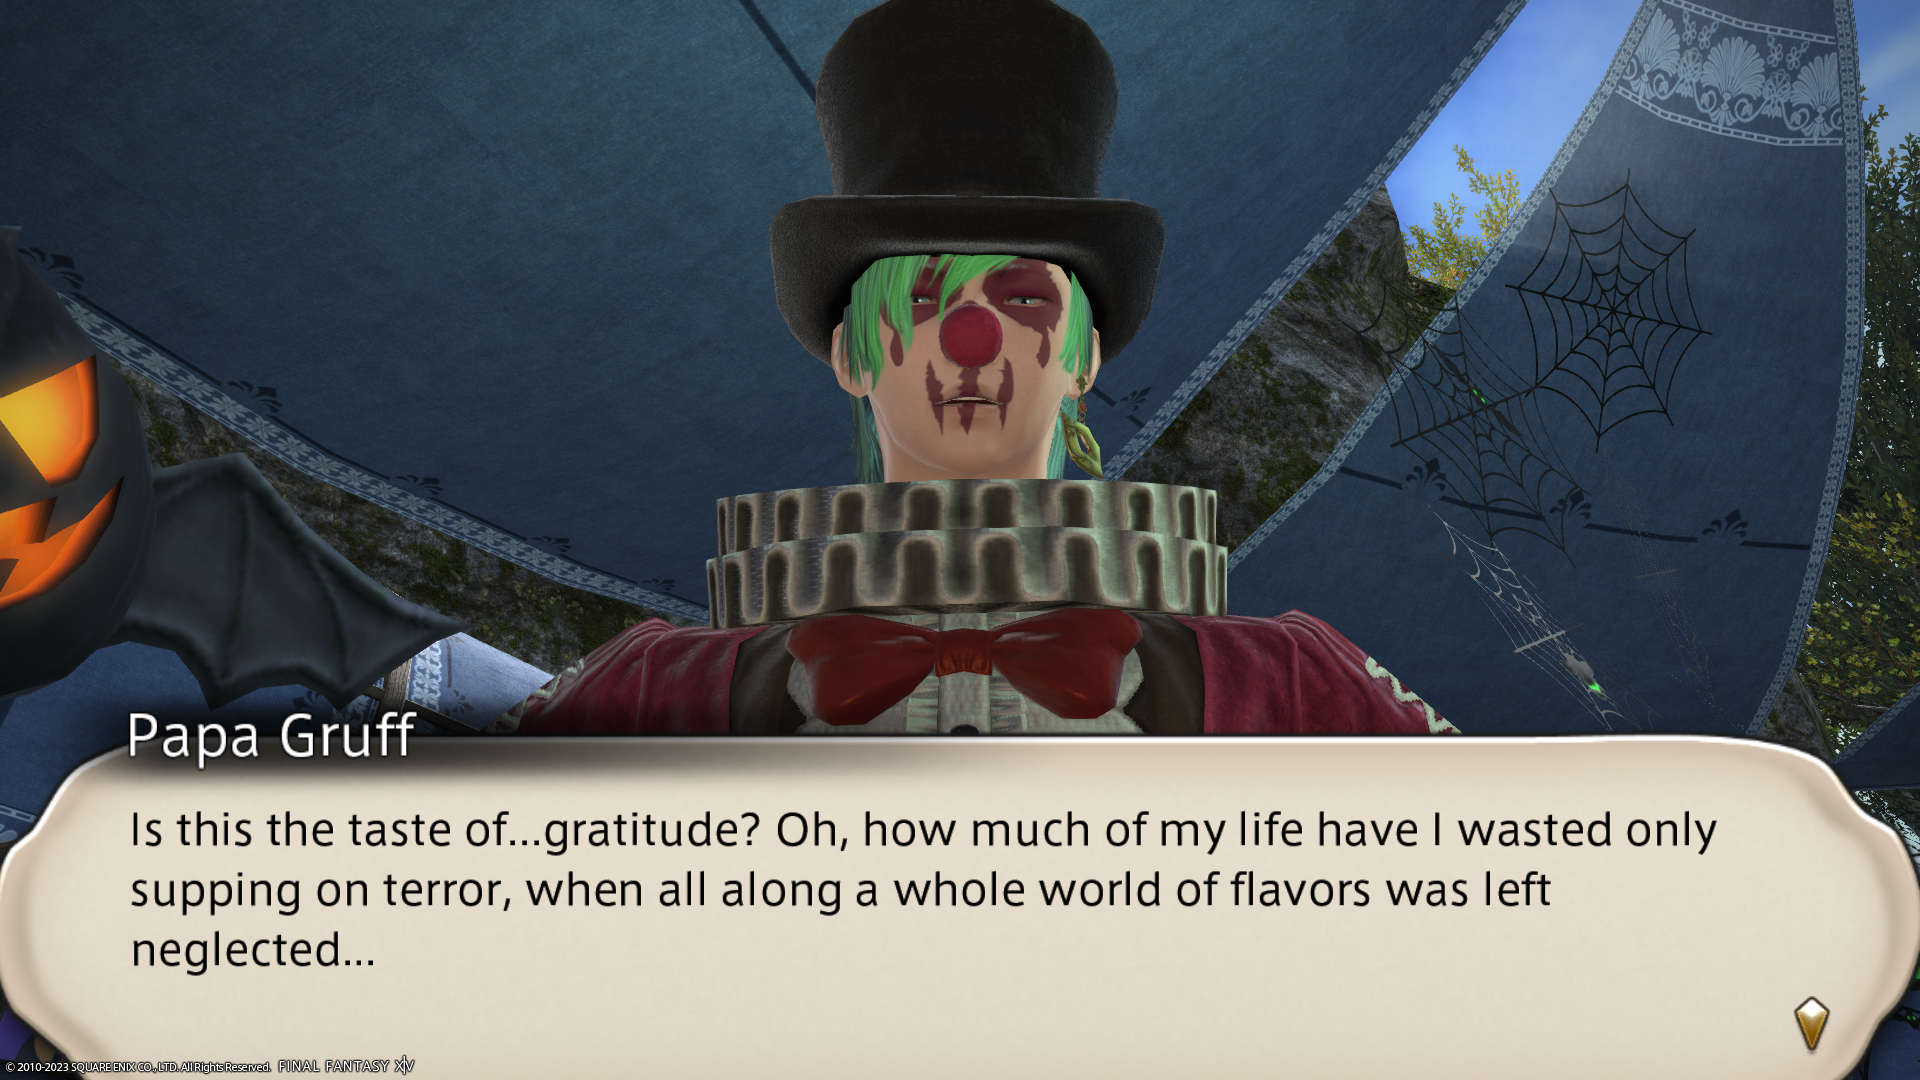 Papa Gruff
Is this the taste of...gratitude? Oh, how much of my life have I wasted only
supping on terror, when all along a whole world of flavors was left
neglected...
© 2010-2023 SQUARE ENIX CO., LTD. All Rights Reserved. FINAL FANTASY XIV